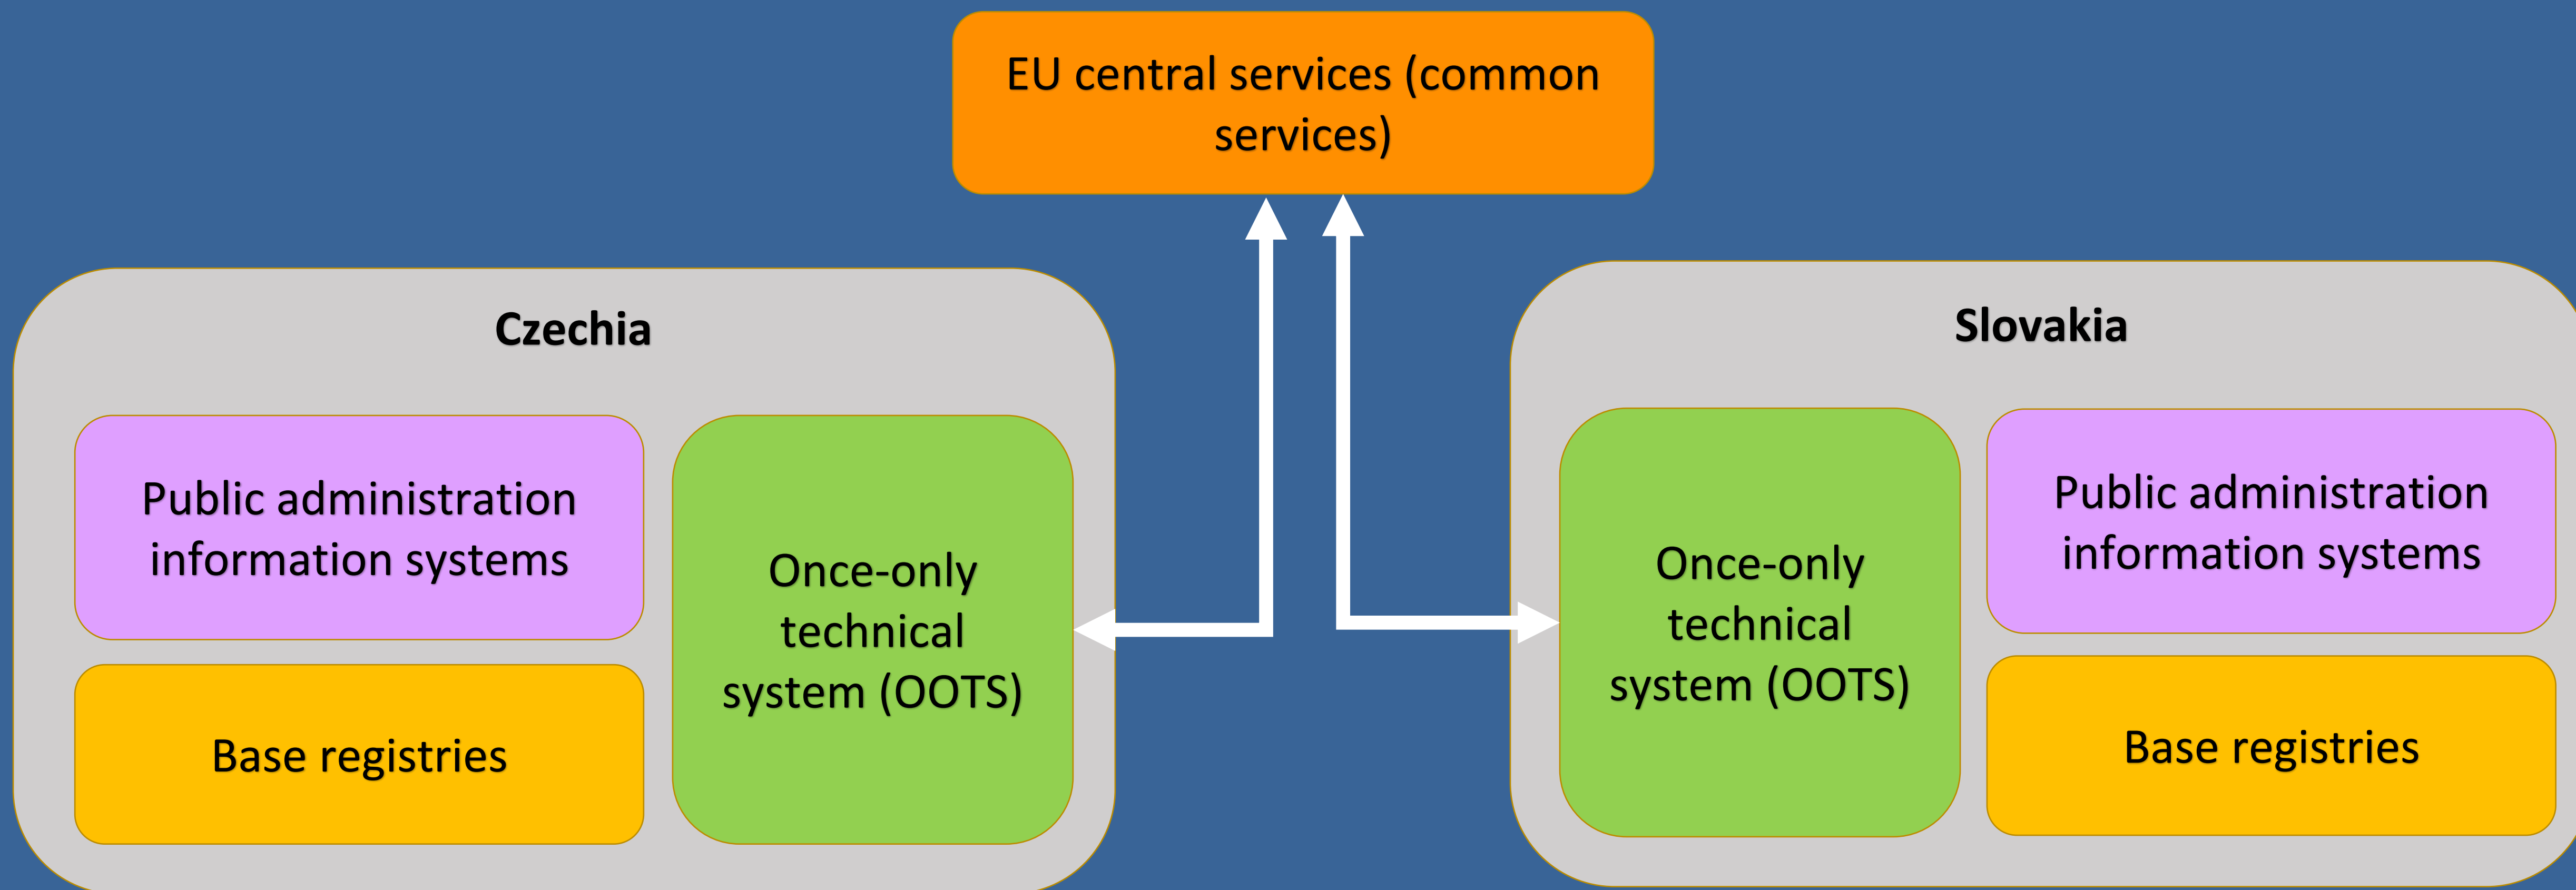 EU central services (common
services)
Czechia
Public administration
information systems
Once-only
technical
system (OOTS)
Base registries
Slovakia
Once-only
technical
system (OOTS)
Public administration
information systems
Base registries